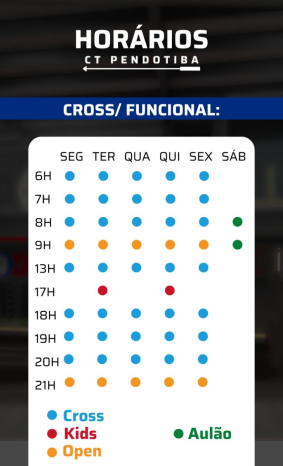 HORÁRIOS
CT PENDOTIBA
CROSS/ FUNCIONAL:
SEG TER QUA QUI SEX SÁB
6H
7H
8H
9H
13H
17H
18H
19H
20H
21H
Cross
Kids Aulão
Open